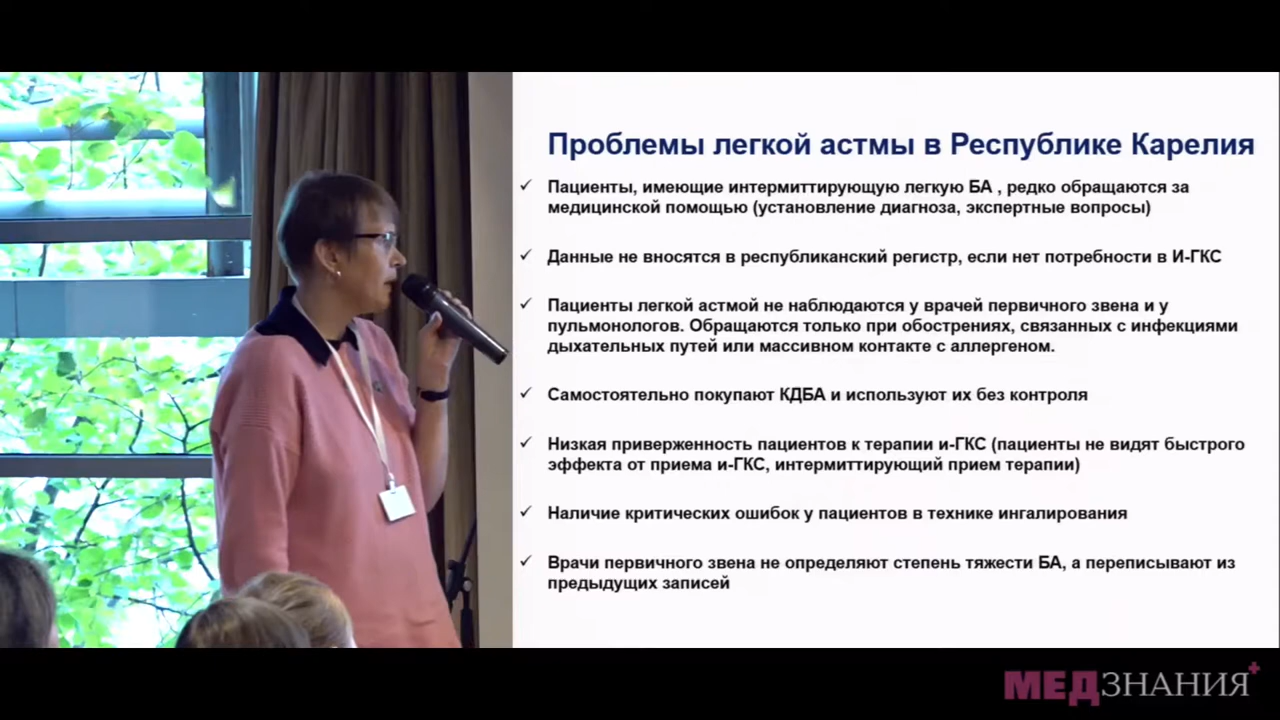 Проблемы легкой астмы в Республике Карелия
Пациенты, имеющие интермиттирующую легкую БА , редко обращаются за
медицинской помощью (установление диагноза, экспертные вопросы)
Данные не вносятся в республиканский регистр, если нет потребности в И-ГКС
Пациенты легкой астмой не наблюдаются у врачей первичного звена и у
пульмонологов. Обращаются только при обострениях, связанных с инфекциями
дыхательных путей или массивном контакте с аллергеном.
Самостоятельно покупают КДБА и используют их без контроля
Низкая приверженность пациентов к терапии и-ГКС (пациенты не видят быстрого
эффекта от приема и-ГКС, интермиттирующий прием терапии)
Наличие критических ошибок у пациентов в технике ингалирования
Врачи первичного звена не определяют степень тяжести БА, а переписывают из
предыдущих записей
МЕДЗНАНИЯ+